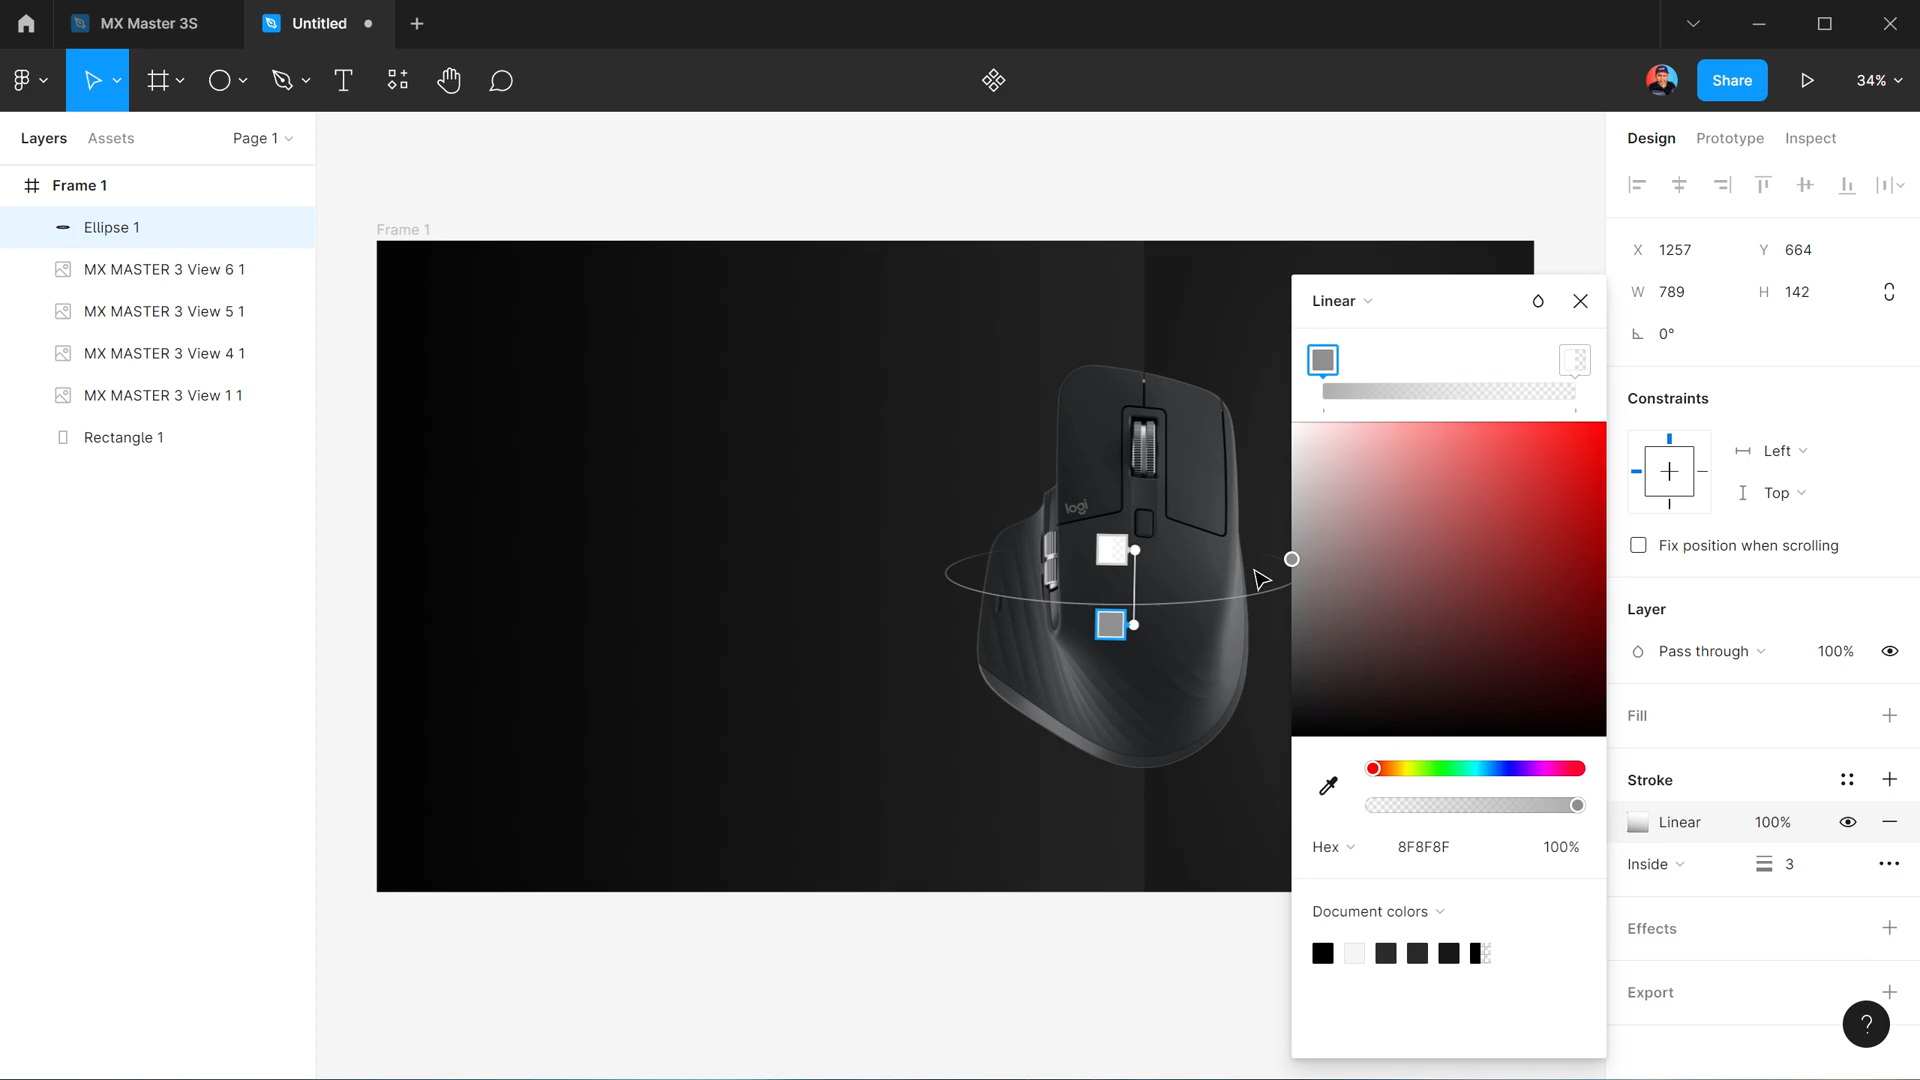 MX Master 3S
Untitled
Share
34%
Layers
Assets
Page 1
Frame 1
Ellipse 1
MX MASTER 3 View 6 1
MX MASTER 3 View 5 1
MX MASTER 3 View 4 1
MX MASTER 3 View 1 1
Rectangle 1
Frame 1
logi
Linear
Hex
8F8F8F
100%
Document colors
Design
Prototype
Inspect
X 1257
Y 664
W 789
H 142
0°
Constraints
Left
Top
Fix position when scrolling
Layer
Pass through
100%
Fill
Stroke
Linear
100%
Inside
3
Effects
Export
?